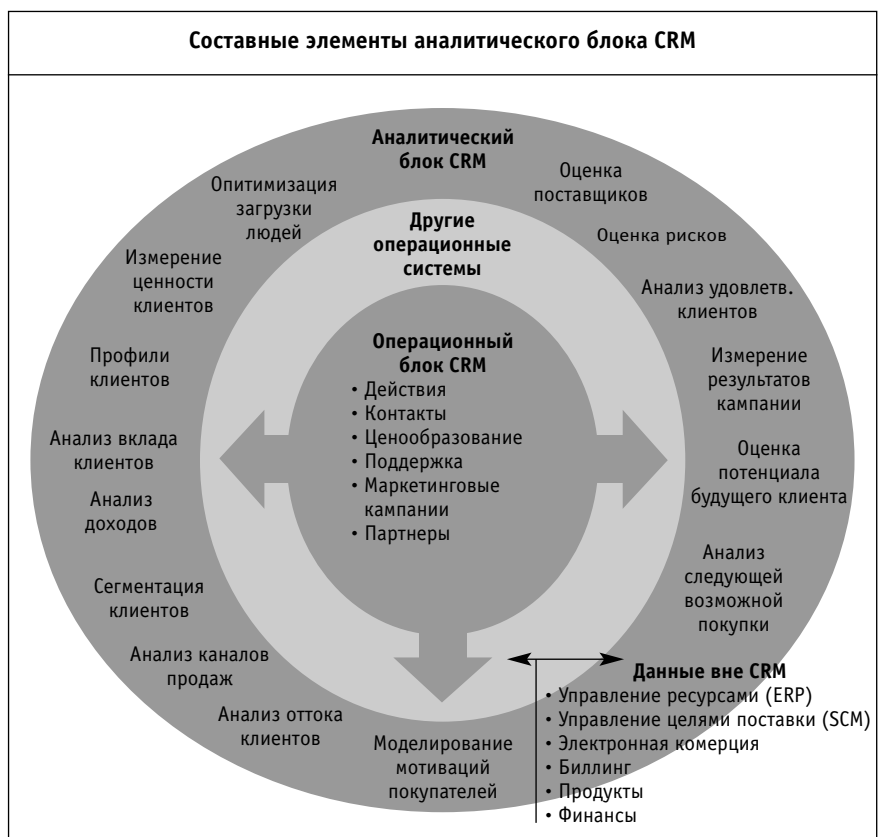 Составные элементы аналитического блока CRM
Аналитический
блок CRM
Оценка
поставщиков
Оценка рисков
Анализ удовлетв.
клиентов
Измерение
результатов
кампании
Оценка
потенциала
будущего клиента
Анализ
следующей
возможной
покупки
Опитимизация
загрузки
людей
Измерение
ценности
клиентов
Профили
клиентов
Анализ вклада
клиентов
Анализ
доходов
Сегментация
клиентов
Анализ каналов
продаж
Анализ оттока
клиентов
Моделирование
мотиваций
покупателей
Другие
операционные
системы
Операционный
блок CRM
• Действия
• Контакты
• Ценообразование
• Поддержка
• Маркетинговые
кампании
• Партнеры
Данные вне CRM
• Управление ресурсами (ERP)
• Управление целями поставки (SCM)
• Электронная комерция
• Биллинг
• Продукты
• Финансы